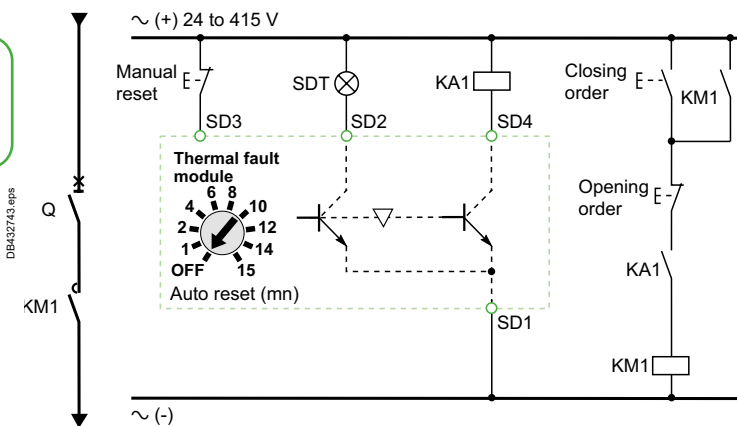 ∼ (+) 24 to 415 V
Manual
reset
SDT
KA1
Closing
order
KM1
SD3
SD2
SD4
Thermal fault
module
OFF
1
2
4
6
8
10
12
14
15
Auto reset (mn)
SD1
Opening
order
KA1
KM1
Q
KM1
DB432743.eps
∼ (-)